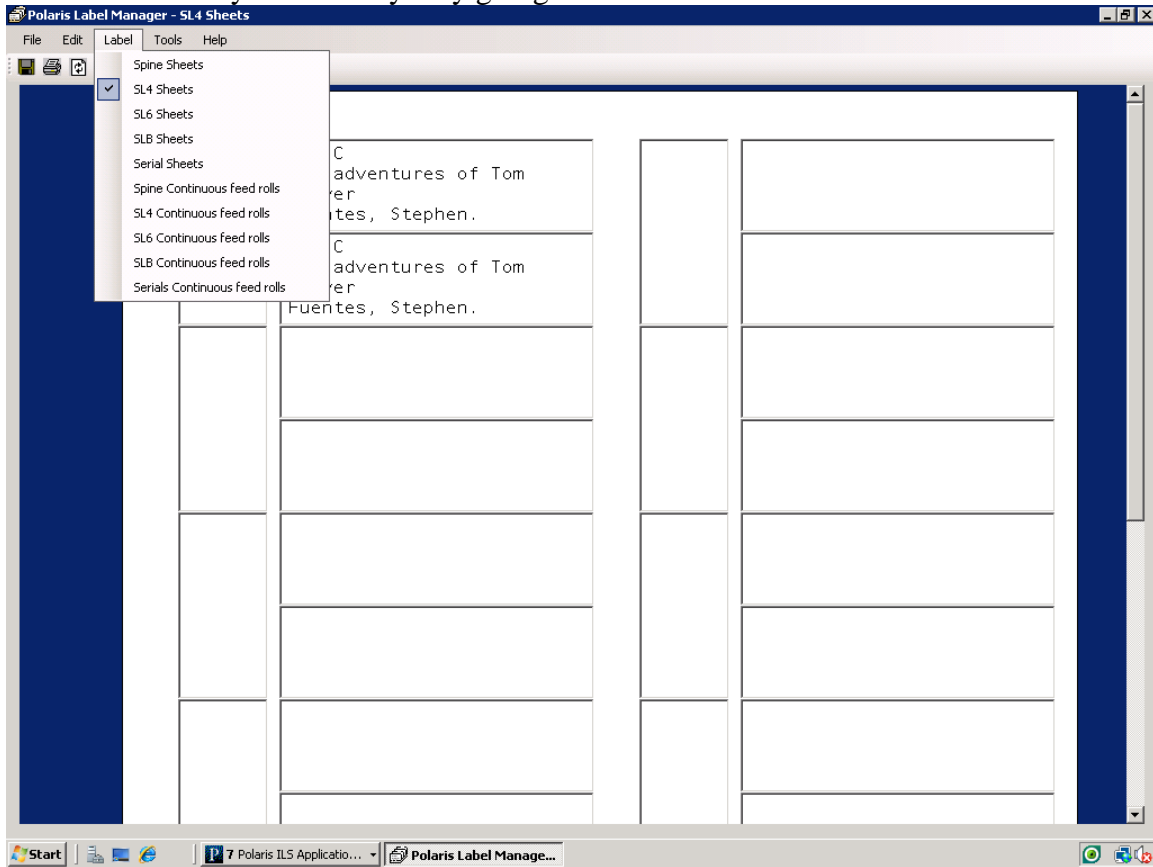 Polaris Label Manager - SL4 Sheets
File Edit Label Tools Help
Spine Sheets
SL4 Sheets
SL6 Sheets
SLB Sheets
Serial Sheets
Spine Continuous feed rolls
SL4 Continuous feed rolls
SL6 Continuous feed rolls
SLB Continuous feed rolls
Serials Continuous feed rolls
C
adventures of Tom
er
tes, Stephen.
C
adventures of Tom
er
Fuentes, Stephen.
Start 7 Polaris ILS Applicatio... Polaris Label Manage...